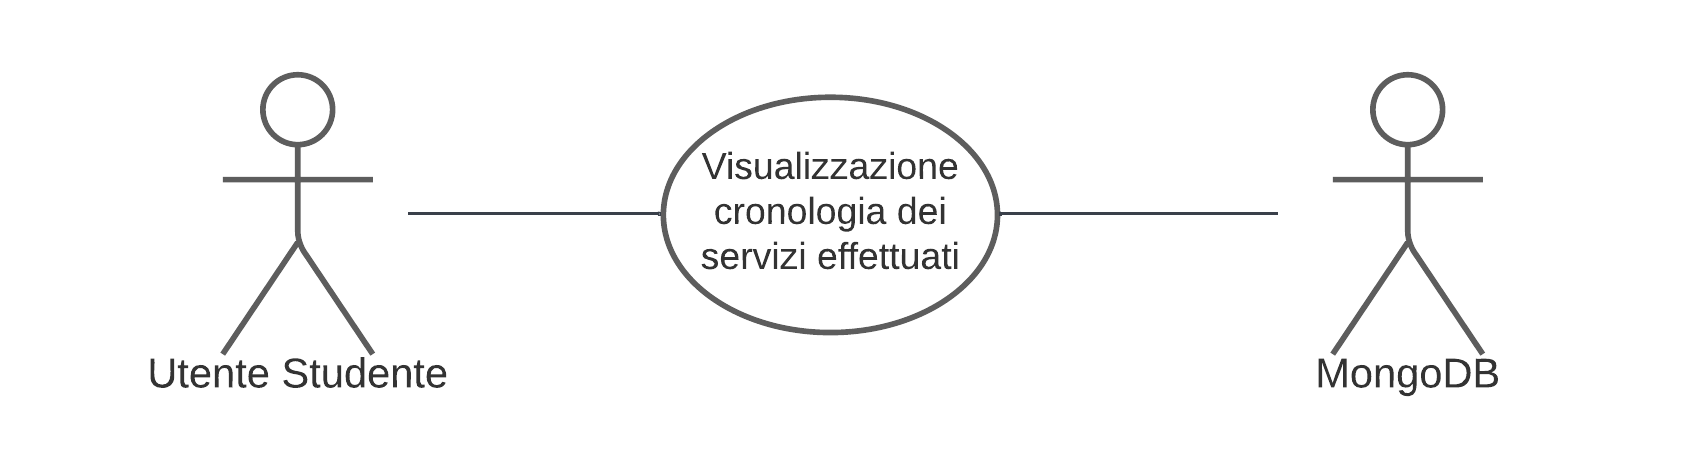 Visualizzazione
cronologia dei
servizi effettuati
Utente Studente
MongoDB